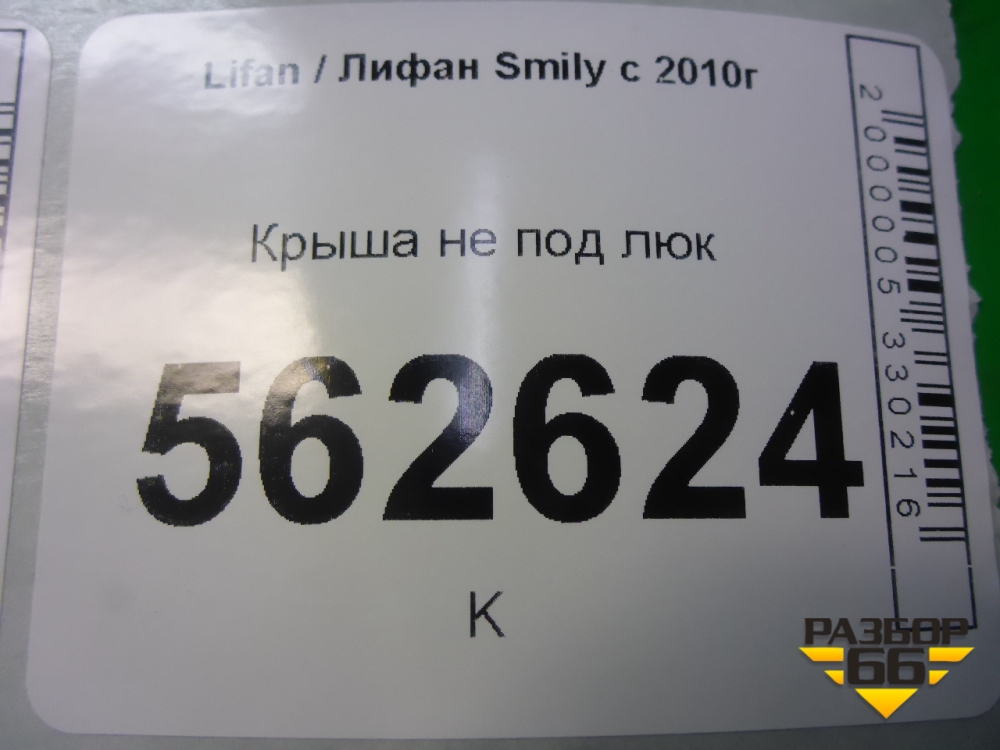 Lifan / Лифан Smily с 2010г
Крыша не под люк
562624
К
2000005330216
РАЗБОР
66